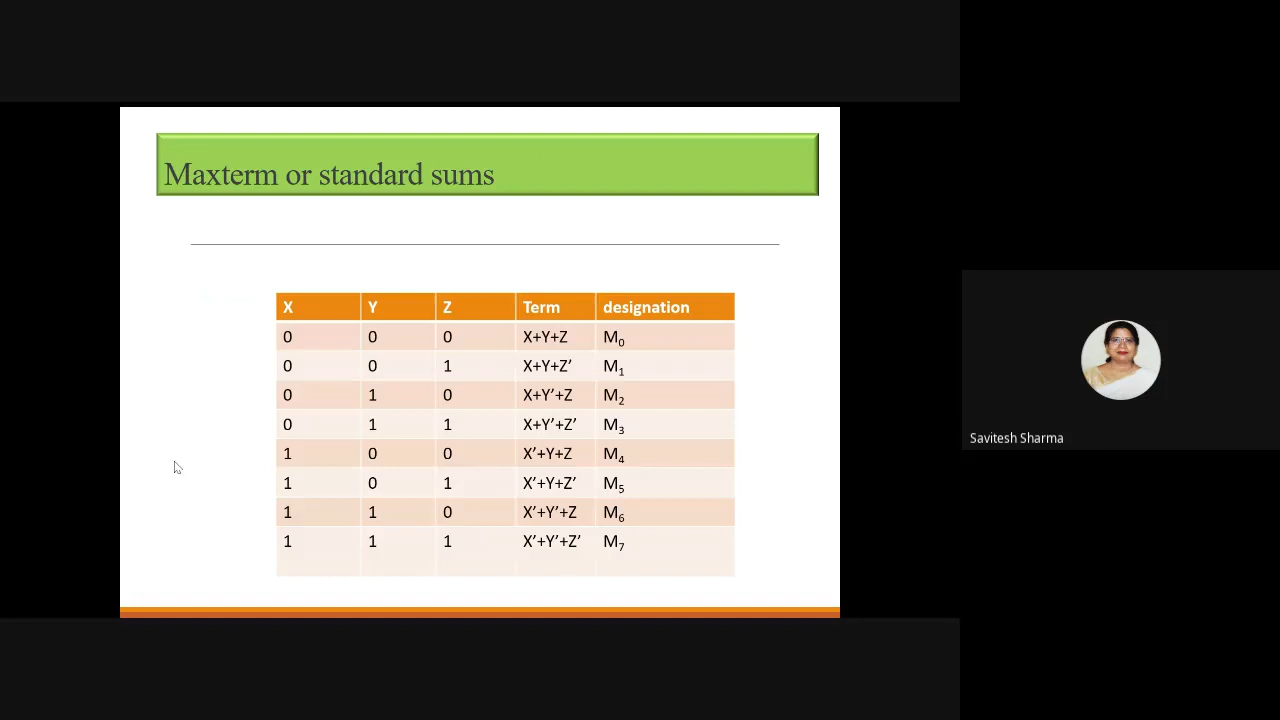 Maxterm or standard sums
X Y Z Term designation
0 0 0 X+Y+Z M₀
0 0 1 X+Y+Z’ M₁
0 1 0 X+Y’+Z M₂
0 1 1 X+Y’+Z’ M₃
1 0 0 X’+Y+Z M₄
1 0 1 X’+Y+Z’ M₅
1 1 0 X’+Y’+Z M₆
1 1 1 X’+Y’+Z’ M₇
Savitesh Sharma